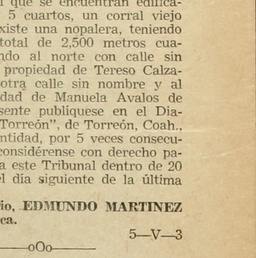 que se encuentran edifica-
5 cuartos, un corral viejo
xiste una nopalera, teniendo
total de 2,500 metros cua-
ndo al norte con calle sin
propiedad de Tereso Calza-
otra calle sin nombre y al
dad de Manuela Avalos de
sente publíquese en el Dia-
Torreón", de Torreón, Coah.,
ntidad, por 5 veces consecu-
considérense con derecho pa-
a este Tribunal dentro de 20
el día siguiente de la última
io, EDMUNDO MARTINEZ
ca.
5—V—3
——oOo——